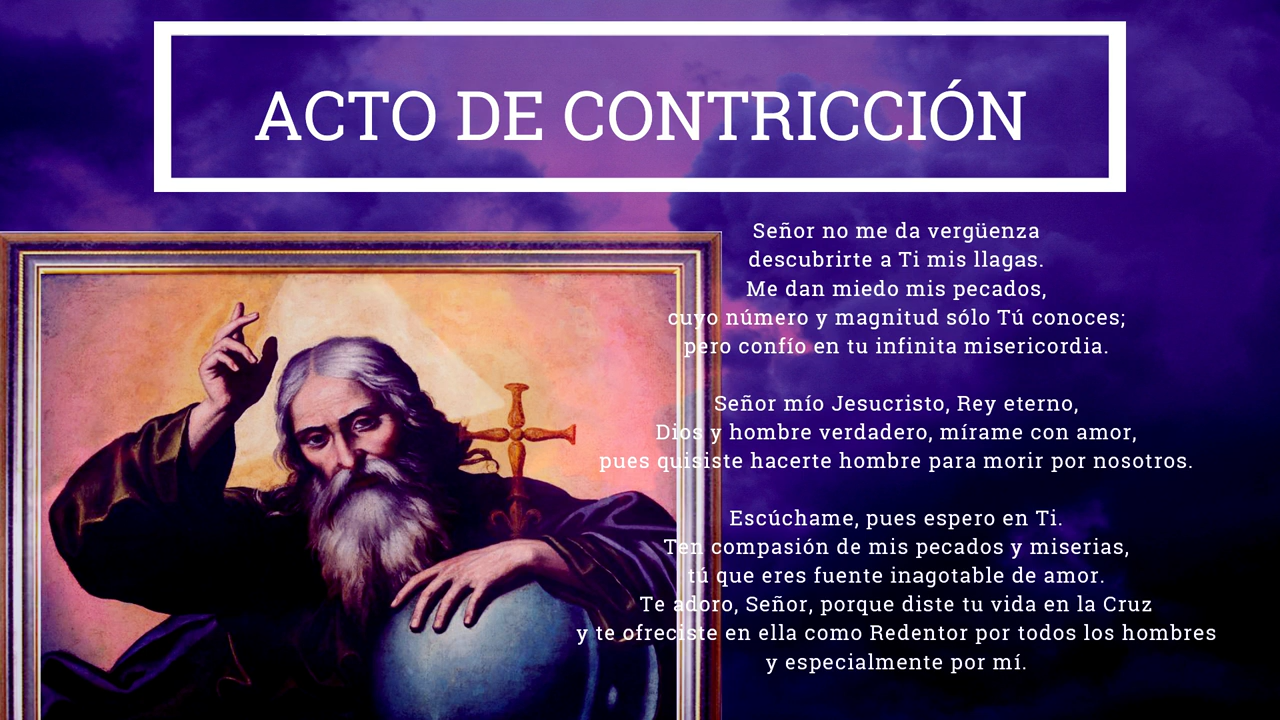 ACTO DE CONTRICCIÓN
Señor no me da vergüenza
descubrirte a Ti mis llagas.
Me dan miedo mis pecados,
cuyo número y magnitud sólo Tú conoces;
pero confío en tu infinita misericordia.
Señor mío Jesucristo, Rey eterno,
Dios y hombre verdadero, mírame con amor,
pues quisiste hacerte hombre para morir por nosotros.
Escúchame, pues espero en Ti.
Ten compasión de mis pecados y miserias,
tú que eres fuente inagotable de amor.
Te adoro, Señor, porque diste tu vida en la Cruz
y te ofreciste en ella como Redentor por todos los hombres
y especialmente por mí.